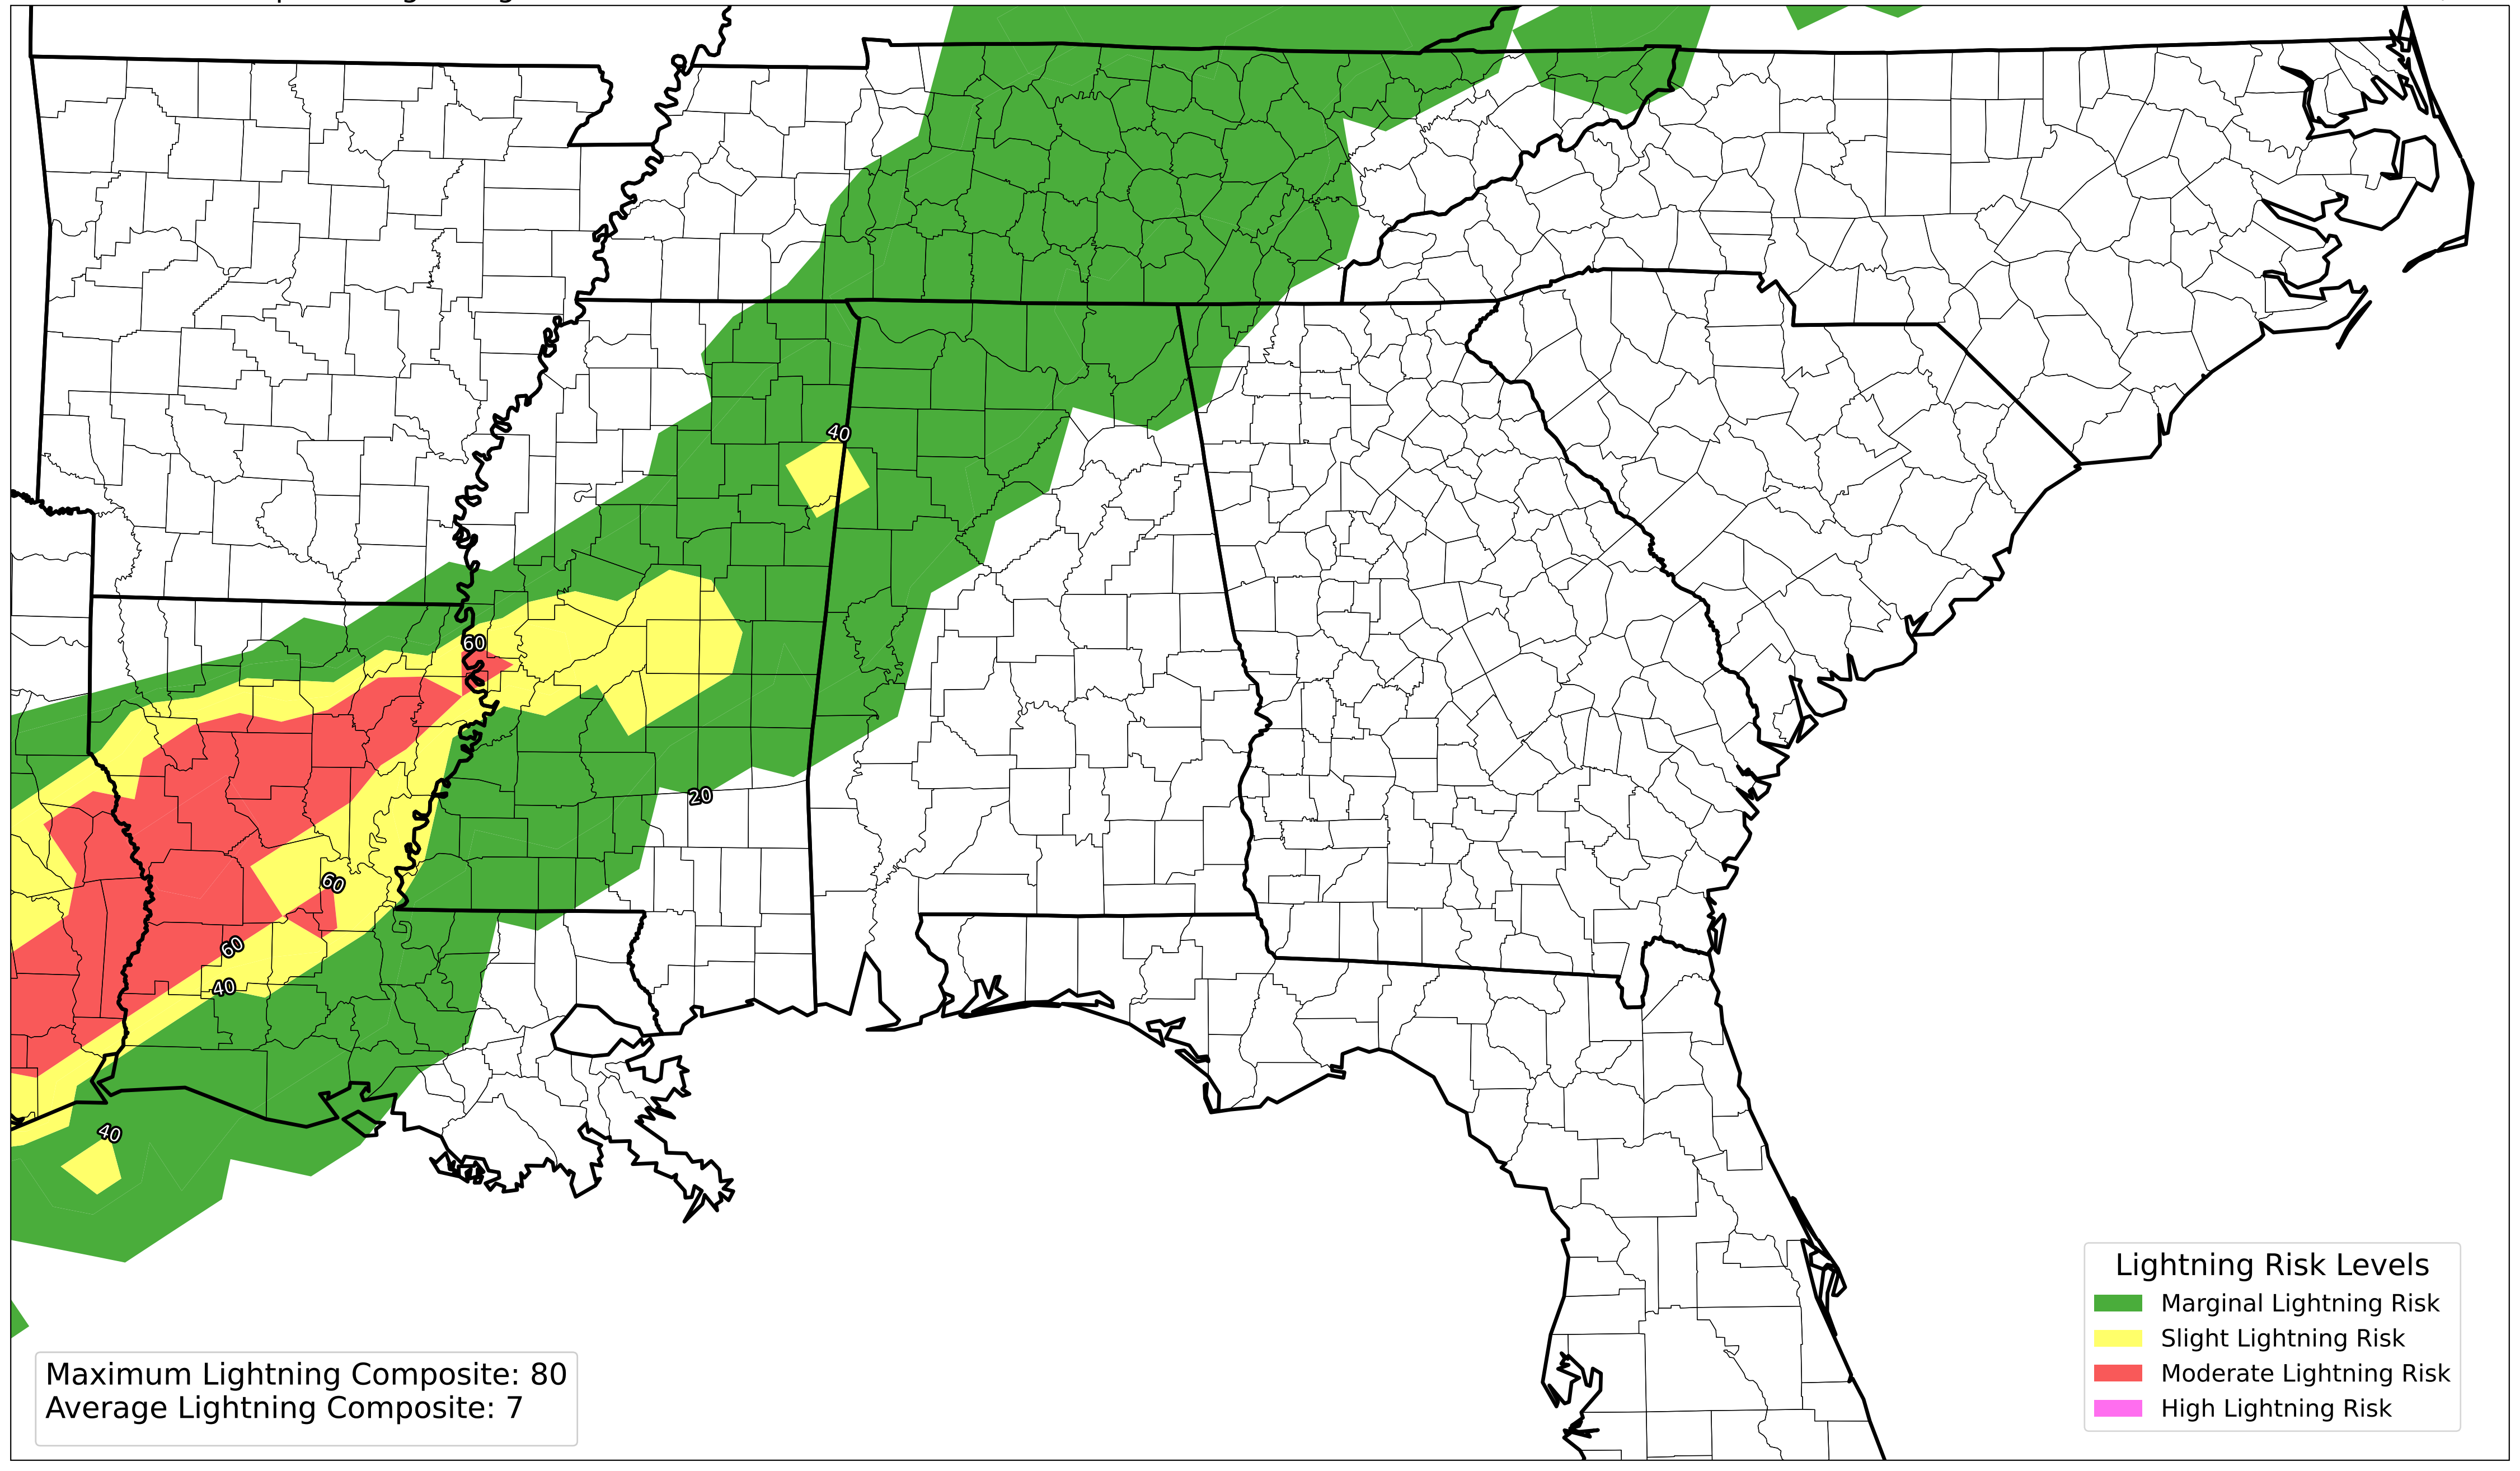 40
60
20
60
60
40
40
Lightning Risk Levels
Marginal Lightning Risk
Slight Lightning Risk
Moderate Lightning Risk
High Lightning Risk
Maximum Lightning Composite: 80
Average Lightning Composite: 7